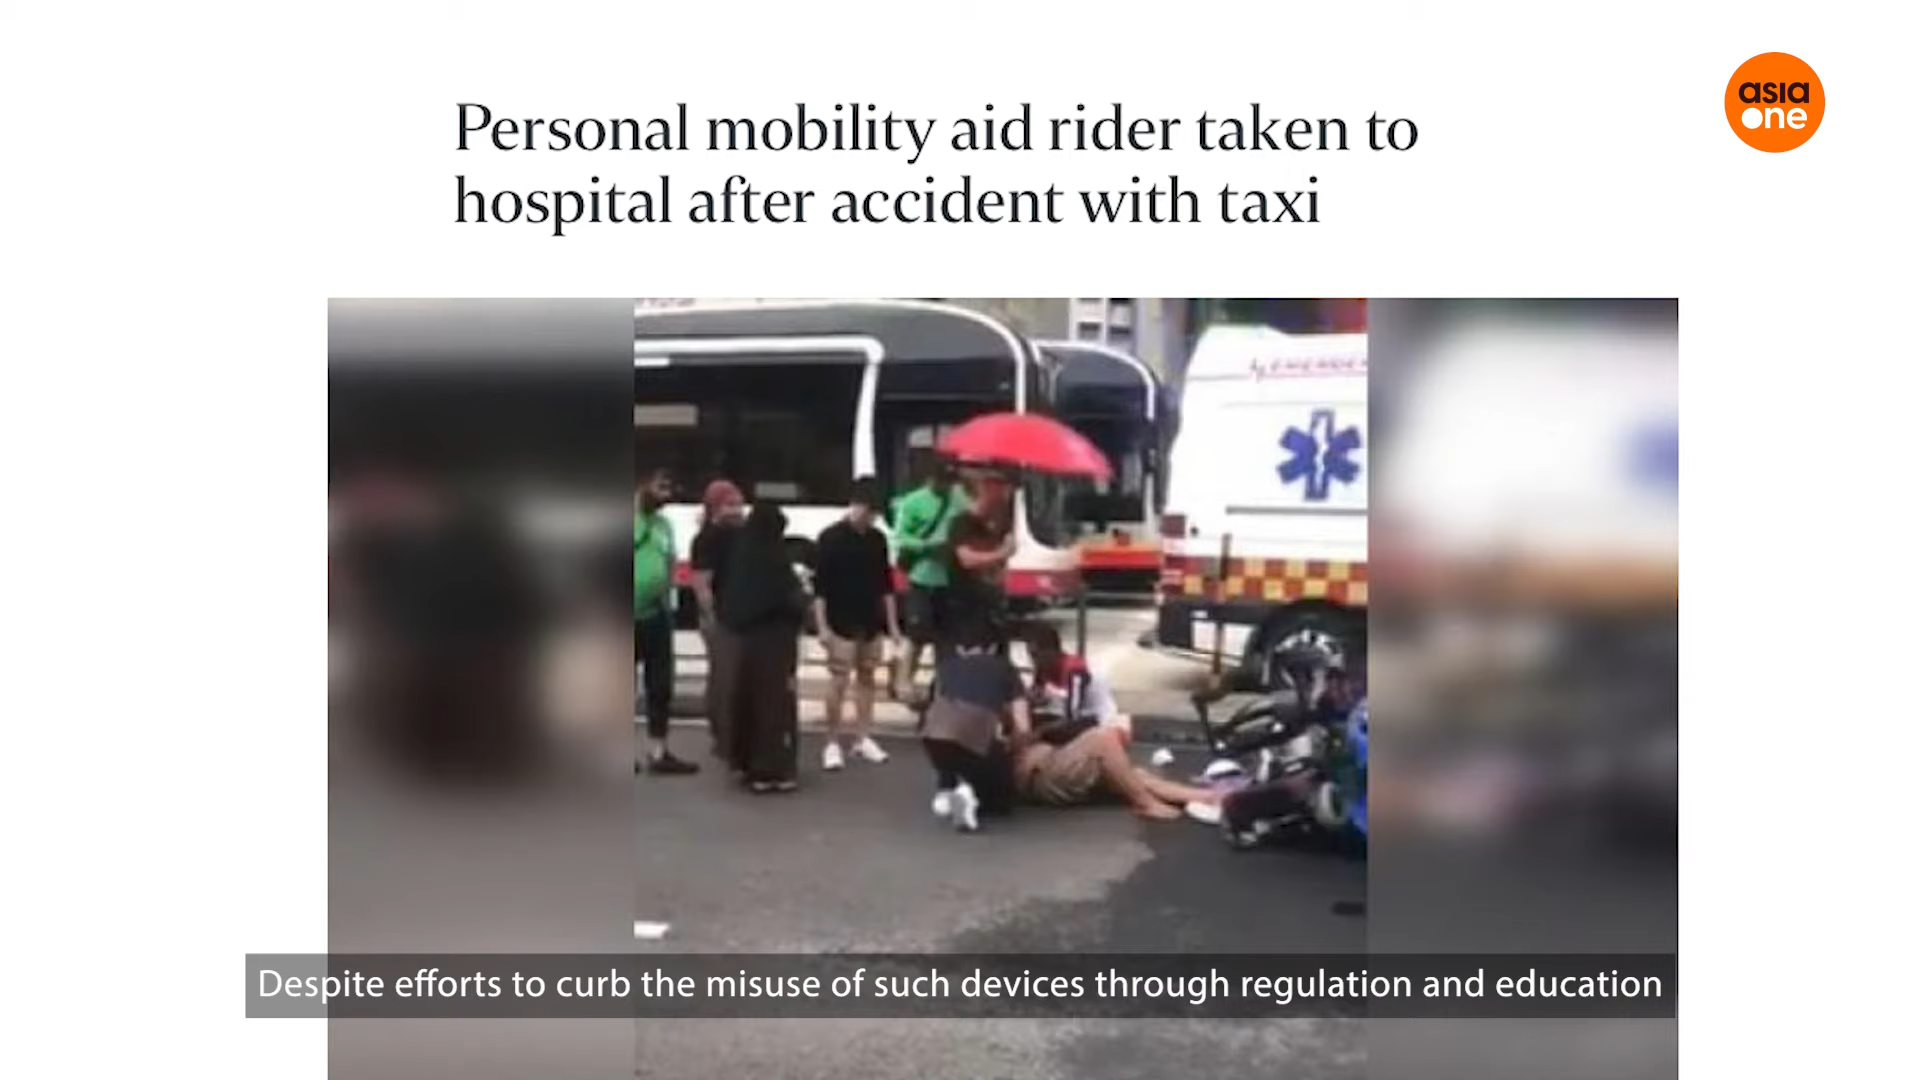 asia
one
Personal mobility aid rider taken to
hospital after accident with taxi
Despite efforts to curb the misuse of such devices through regulation and education